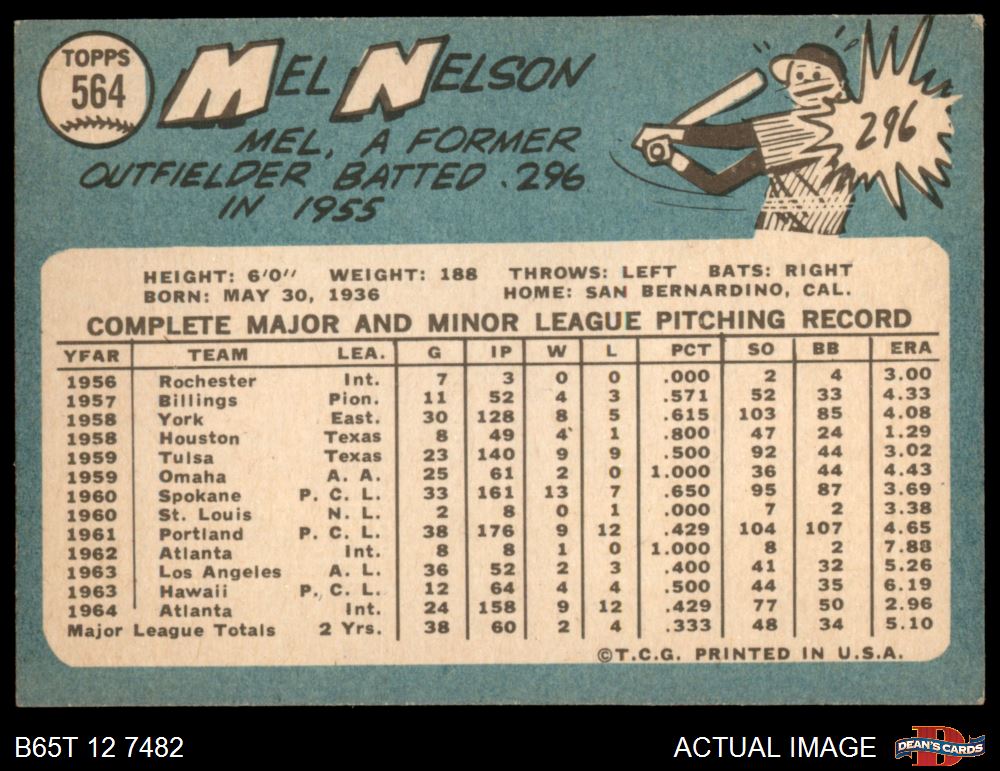 TOPPS
564
MEL NELSON
MEL, A FORMER
OUTFIELDER BATTED .296
IN 1955
296
HEIGHT: 6'0" WEIGHT: 188 THROWS: LEFT BATS: RIGHT
BORN: MAY 30, 1936 HOME: SAN BERNARDINO, CAL.
COMPLETE MAJOR AND MINOR LEAGUE PITCHING RECORD
YEAR TEAM LEA. G IP W L PCT SO BB ERA
1956 Rochester Int. 7 3 0 0 .000 2 4 3.00
1957 Billings Pion. 11 52 4 3 .571 52 33 4.33
1958 York East. 30 128 8 5 .615 103 85 4.08
1958 Houston Texas 8 49 4 1 .800 47 24 1.29
1959 Tulsa Texas 23 140 9 9 .500 92 44 3.02
1959 Omaha A. A. 25 61 2 0 1.000 36 44 4.43
1960 Spokane P. C. L. 33 161 13 7 .650 95 87 3.69
1960 St. Louis N. L. 2 8 0 1 .000 7 2 3.38
1961 Portland P. C. L. 38 176 9 12 .429 104 107 4.65
1962 Atlanta Int. 8 8 1 0 1.000 8 2 7.88
1963 Los Angeles A. L. 36 52 2 3 .400 41 32 5.26
1963 Hawaii P. C. L. 12 64 4 4 .500 44 35 6.19
1964 Atlanta Int. 24 158 9 12 .429 77 50 2.96
Major League Totals 2 Yrs. 38 60 2 4 .333 48 34 5.10
©T.C.G. PRINTED IN U.S.A.
B65T 12 7482 ACTUAL IMAGE
DEAN'S CARDS